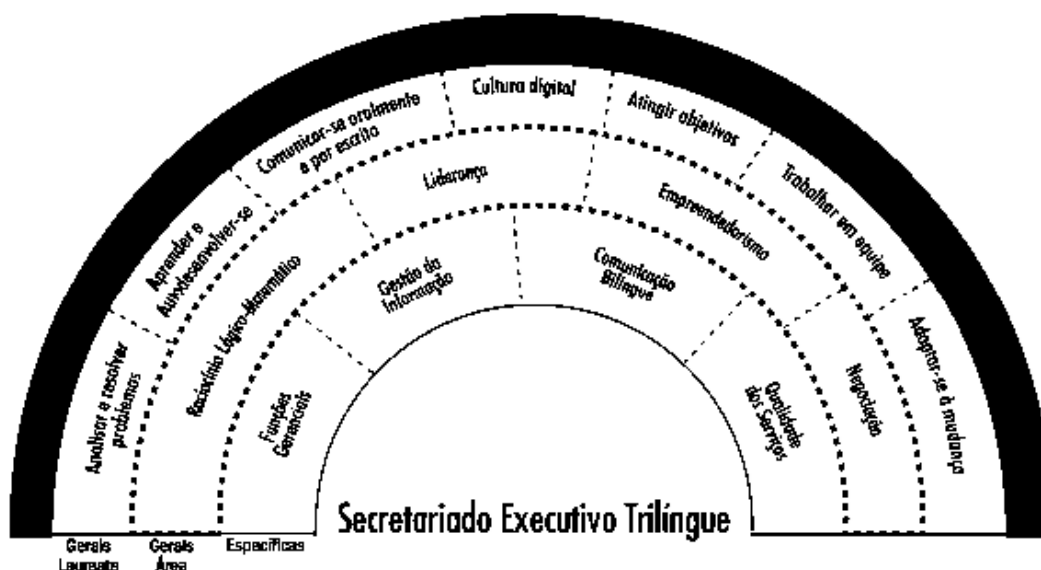 Analisar e resolver
problemas
Aprender e
Autodesenvolver-se
Comunicar-se oralmente
e por escrito
Cultura digital
Atingir objetivos
Trabalhar em equipe
Adaptar-se à mudança
Raciocínio Lógico-Matemático
Liderança
Empreendedorismo
Negociação
Funções
Gerenciais
Gestão da
Informação
Comunicação
Bilíngue
Qualidade
dos Serviços
Secretariado Executivo Trilíngue
Gerais
Laureate
Gerais
Área
Específicas